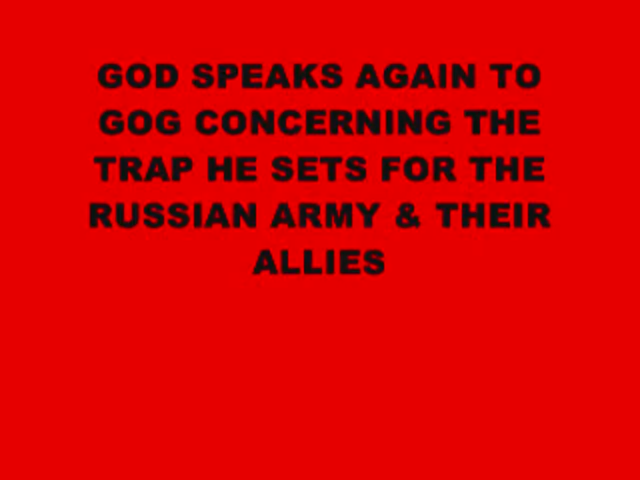 GOD SPEAKS AGAIN TO
GOG CONCERNING THE
TRAP HE SETS FOR THE
RUSSIAN ARMY & THEIR
ALLIES